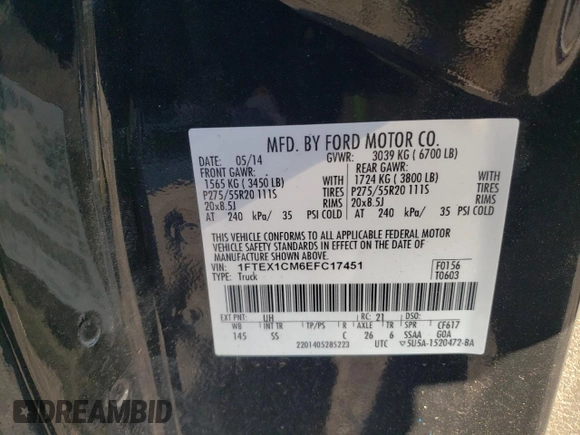 MFD. BY FORD MOTOR CO.
DATE: 05/14 GVWR: 3039 KG ( 6700 LB)
FRONT GAWR: REAR GAWR:
1565 KG ( 3450 LB) WITH 1724 KG ( 3800 LB) WITH
P275/55R20 111S TIRES P275/55R20 111S TIRES
20x8.5J RIMS 20x8.5J RIMS
AT 240 kPa/ 35 PSI COLD AT 240 kPa/ 35 PSI COLD
THIS VEHICLE CONFORMS TO ALL APPLICABLE FEDERAL MOTOR
VEHICLE SAFETY STANDARDS IN EFFECT ON THE DATE OF
MANUFACTURE SHOWN ABOVE.
VIN: 1FTEX1CM6EFC17451 F0156
TYPE: Truck T0603
EXT PNT: UH RC: 21 DSO:
WB INT TR TP/PS R AXLE TR SPR CF617
145 SS C 26 6 SSAA GOA
2201405285223 UTC ▽5U5A-1520472-BA
DREAMBID